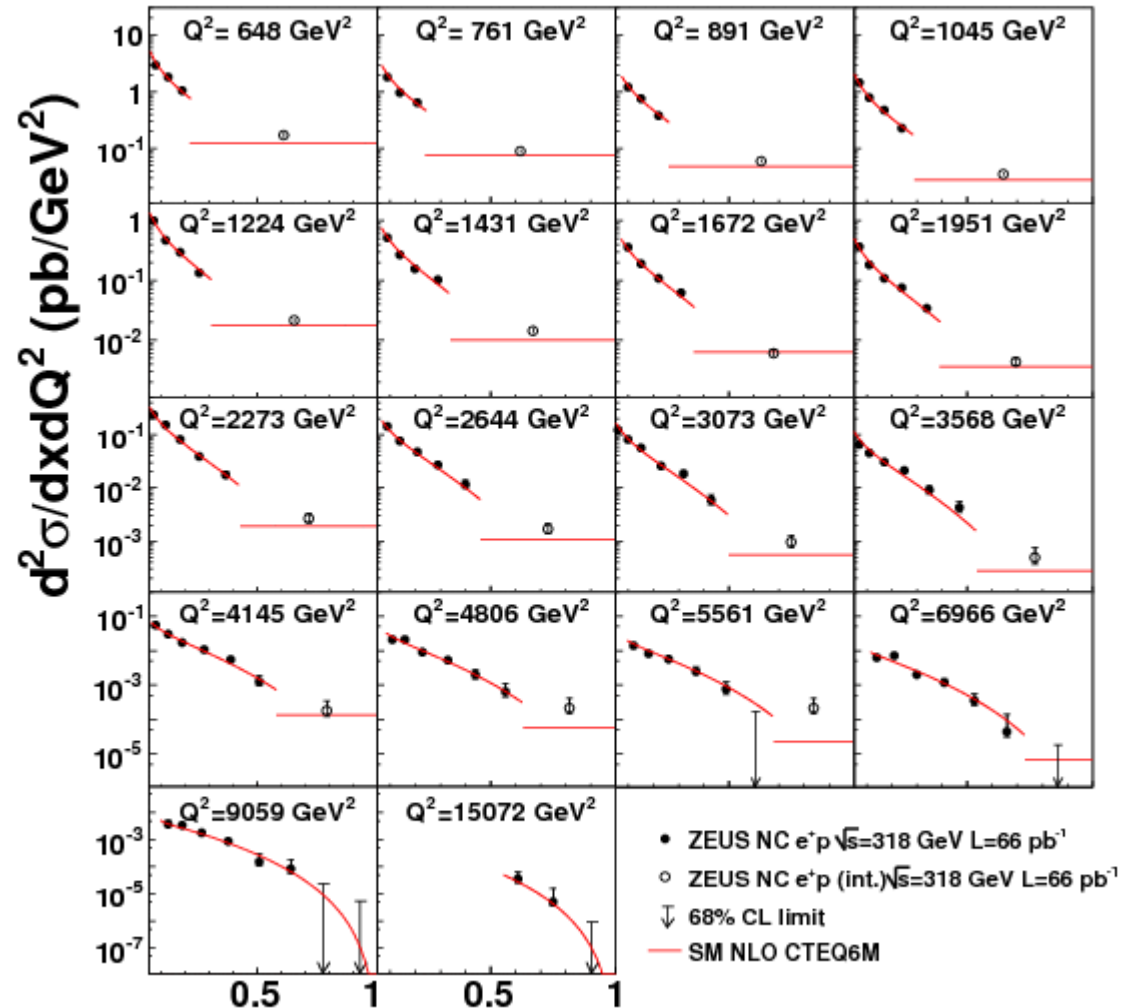 d²σ/dxdQ² (pb/GeV²)
Q²= 648 GeV²
Q²= 761 GeV²
Q²= 891 GeV²
Q²=1045 GeV²
10
1
10⁻¹
Q²=1224 GeV²
Q²=1431 GeV²
Q²=1672 GeV²
Q²=1951 GeV²
1
10⁻¹
10⁻²
Q²=2273 GeV²
Q²=2644 GeV²
Q²=3073 GeV²
Q²=3568 GeV²
10⁻¹
10⁻²
10⁻³
Q²=4145 GeV²
Q²=4806 GeV²
Q²=5561 GeV²
Q²=6966 GeV²
10⁻¹
10⁻³
10⁻⁵
Q²=9059 GeV²
Q²=15072 GeV²
10⁻³
10⁻⁵
10⁻⁷
0.5
0.5
1
1
ZEUS NC e⁺p √s=318 GeV L=66 pb⁻¹
ZEUS NC e⁺p (int.)√s=318 GeV L=66 pb⁻¹
68% CL limit
SM NLO CTEQ6M